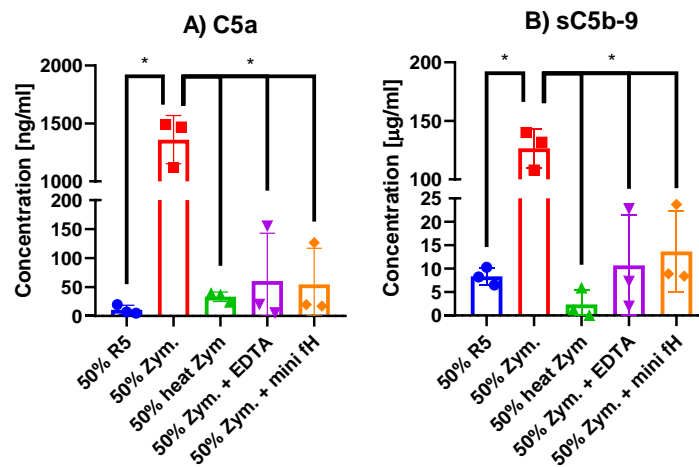 A) C5a
* *
Concentration [ng/ml]
2000
1500
1000
200
150
100
50
0
50% R5
50% Zym.
50% heat Zym
50% Zym. + EDTA
50% Zym. + mini fH
B) sC5b-9
* *
Concentration [µg/ml]
200
150
100
25
20
15
10
5
0
50% R5
50% Zym.
50% heat Zym
50% Zym. + EDTA
50% Zym. + mini fH